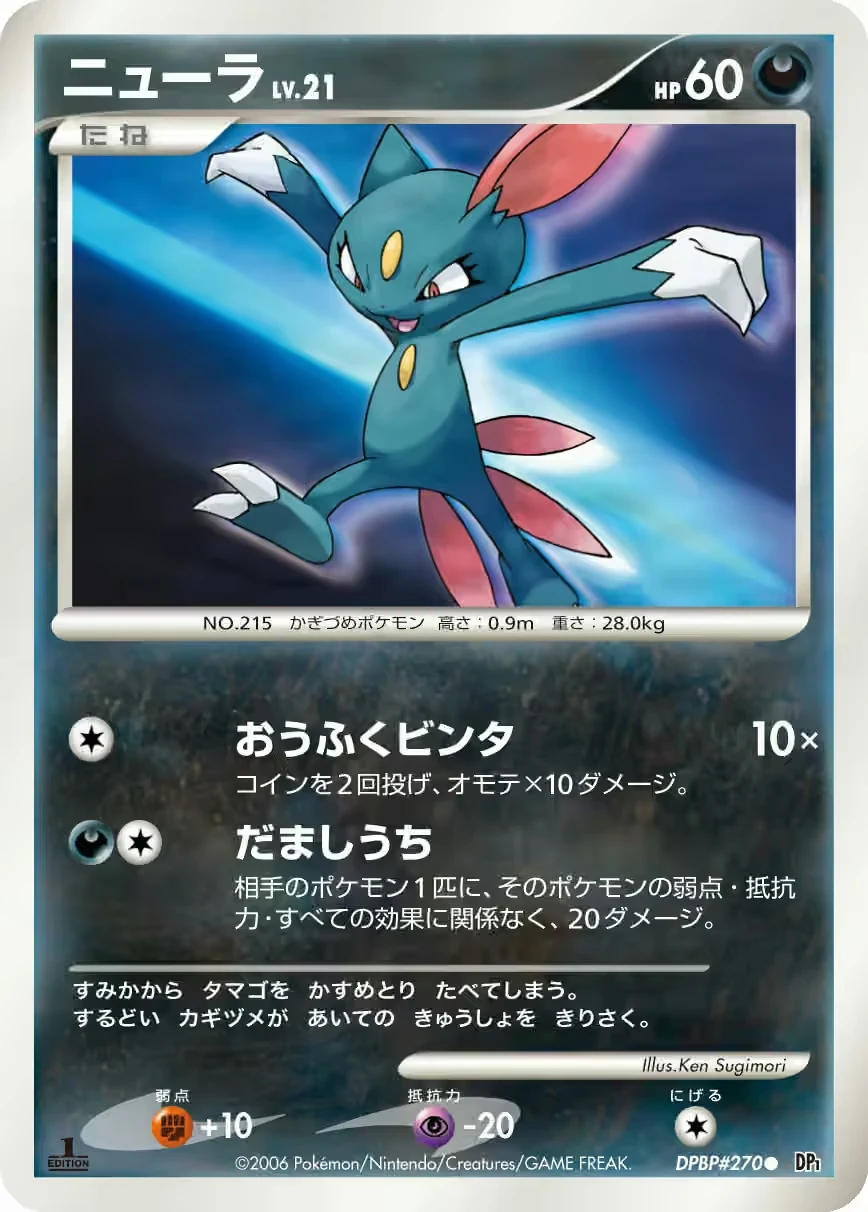 ニューラ LV.21 HP60
たね
NO.215 かぎづめポケモン 高さ：0.9m 重さ：28.0kg
おうふくビンタ 10×
コインを2回投げ、オモテ×10ダメージ。
だましうち
相手のポケモン1匹に、そのポケモンの弱点・抵抗
力・すべての効果に関係なく、20ダメージ。
すみかから タマゴを かすめとり たべてしまう。
するどい カギヅメが あいての きゅうしょを きりさく。
Illus.Ken Sugimori
弱点 抵抗力 にげる
+10 -20
1 EDITION
©2006 Pokémon/Nintendo/Creatures/GAME FREAK. DPBP#270● DP1